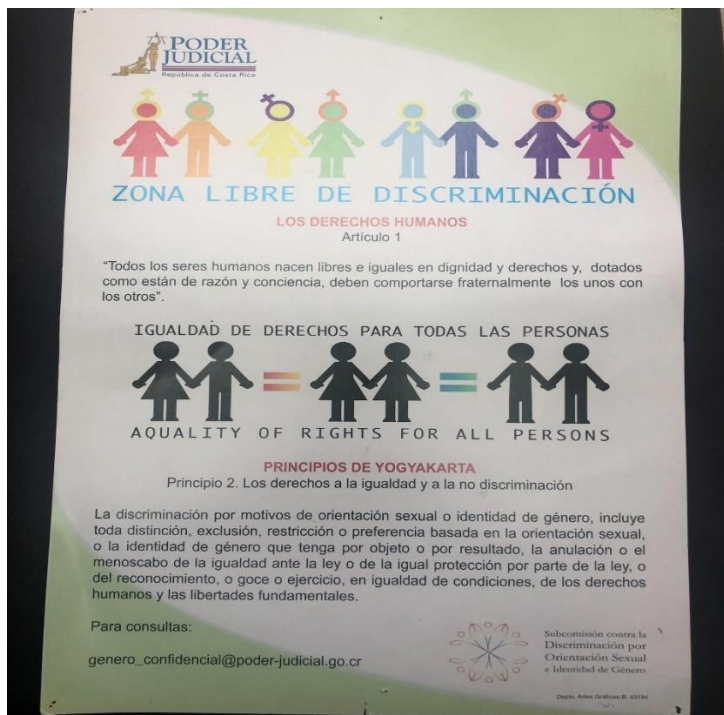 PODER
JUDICIAL
República de Costa Rica
ZONA LIBRE DE DISCRIMINACIÓN
LOS DERECHOS HUMANOS
Artículo 1
“Todos los seres humanos nacen libres e iguales en dignidad y derechos y, dotados
como están de razón y conciencia, deben comportarse fraternalmente los unos con
los otros”.
IGUALDAD DE DERECHOS PARA TODAS LAS PERSONAS
AQUALITY OF RIGHTS FOR ALL PERSONS
PRINCIPIOS DE YOGYAKARTA
Principio 2. Los derechos a la igualdad y a la no discriminación
La discriminación por motivos de orientación sexual o identidad de género, incluye
toda distinción, exclusión, restricción o preferencia basada en la orientación sexual,
o la identidad de género que tenga por objeto o por resultado, la anulación o el
menoscabo de la igualdad ante la ley o de la igual protección por parte de la ley, o
del reconocimiento, o goce o ejercicio, en igualdad de condiciones, de los derechos
humanos y las libertades fundamentales.
Para consultas:
genero_confidencial@poder-judicial.go.cr
Subcomisión contra la
Discriminación por
Orientación Sexual
e Identidad de Género
Depto. Artes Gráficas